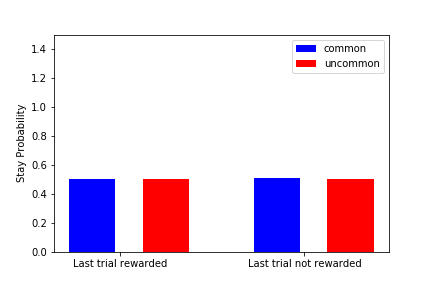 1.4
1.2
1.0
0.8
0.6
0.4
0.2
0.0
Stay Probability
common
uncommon
Last trial rewarded
Last trial not rewarded